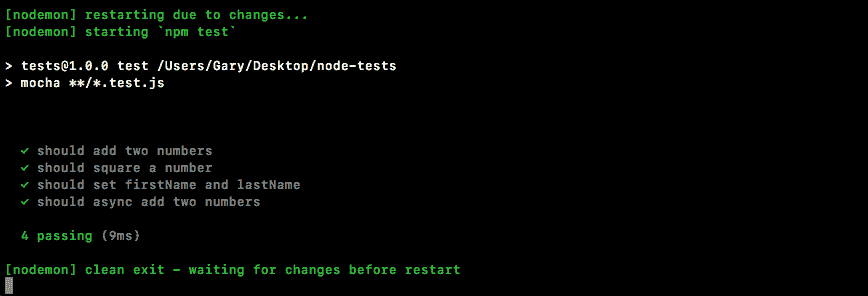 [nodemon] restarting due to changes...
[nodemon] starting `npm test`
> tests@1.0.0 test /Users/Gary/Desktop/node-tests
> mocha **/*.test.js
✓ should add two numbers
✓ should square a number
✓ should set firstName and lastName
✓ should async add two numbers
4 passing (9ms)
[nodemon] clean exit - waiting for changes before restart